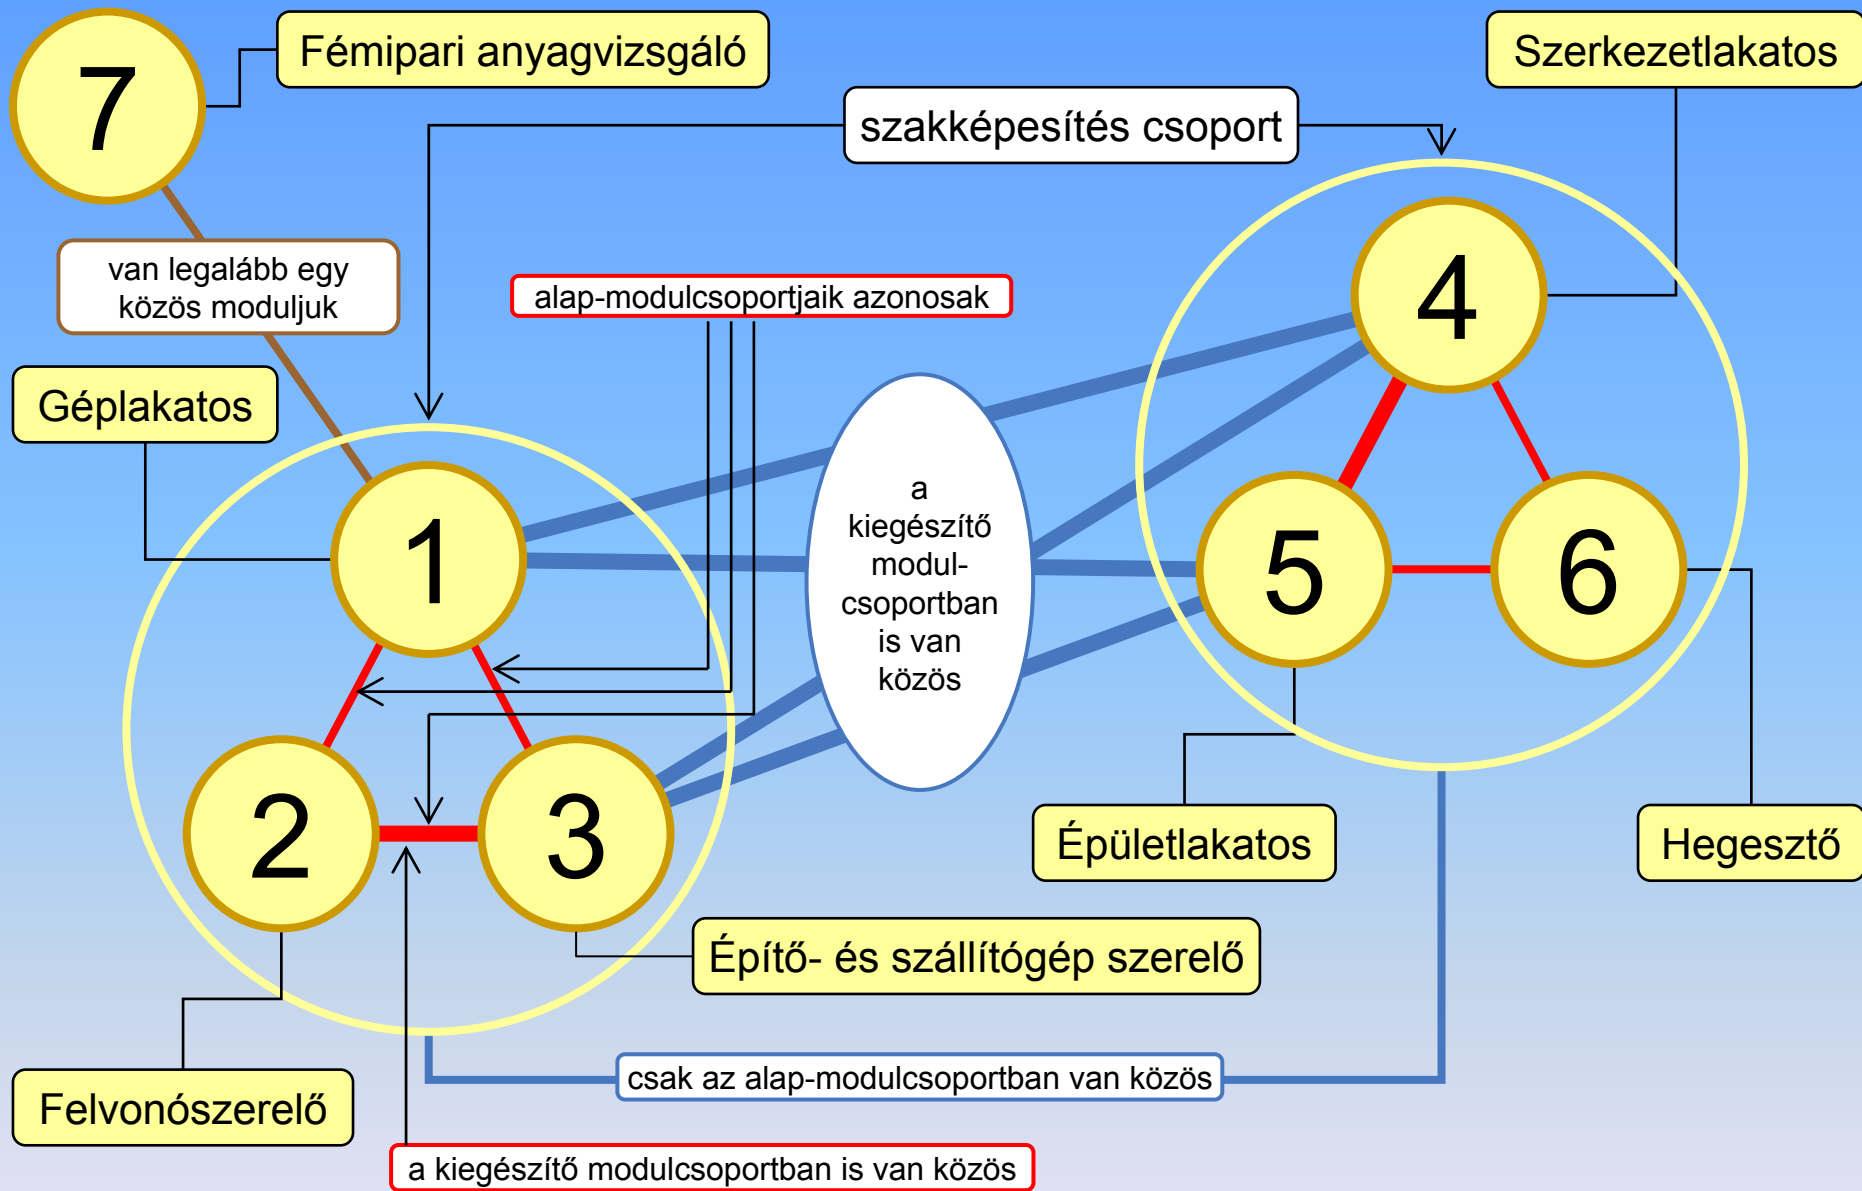 7
Fémipari anyagvizsgáló
Szerkezetlakatos
szakképesítés csoport
van legalább egy
közös moduljuk
alap-modulcsoportjaik azonosak
4
Géplakatos
1
a
kiegészítő
modul-
csoportban
is van
közös
5
6
2
3
Épületlakatos
Hegesztő
Építő- és szállítógép szerelő
csak az alap-modulcsoportban van közös
Felvonószerelő
a kiegészítő modulcsoportban is van közös